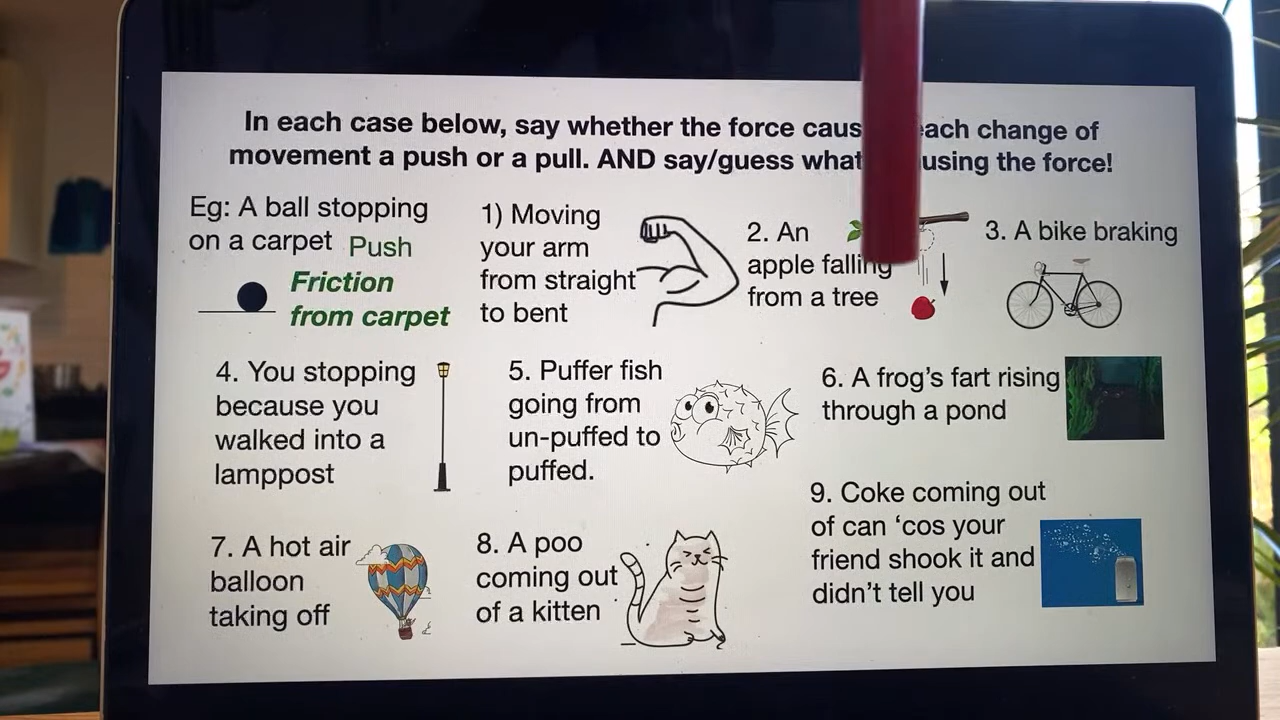 In each case below, say whether the force caus each change of
movement a push or a pull. AND say/guess what using the force!
Eg: A ball stopping
on a carpet Push
Friction
from carpet
1) Moving
your arm
from straight
to bent
2. An
apple falling
from a tree
3. A bike braking
4. You stopping
because you
walked into a
lamppost
5. Puffer fish
going from
un-puffed to
puffed.
6. A frog's fart rising
through a pond
7. A hot air
balloon
taking off
8. A poo
coming out
of a kitten
9. Coke coming out
of can ‘cos your
friend shook it and
didn't tell you